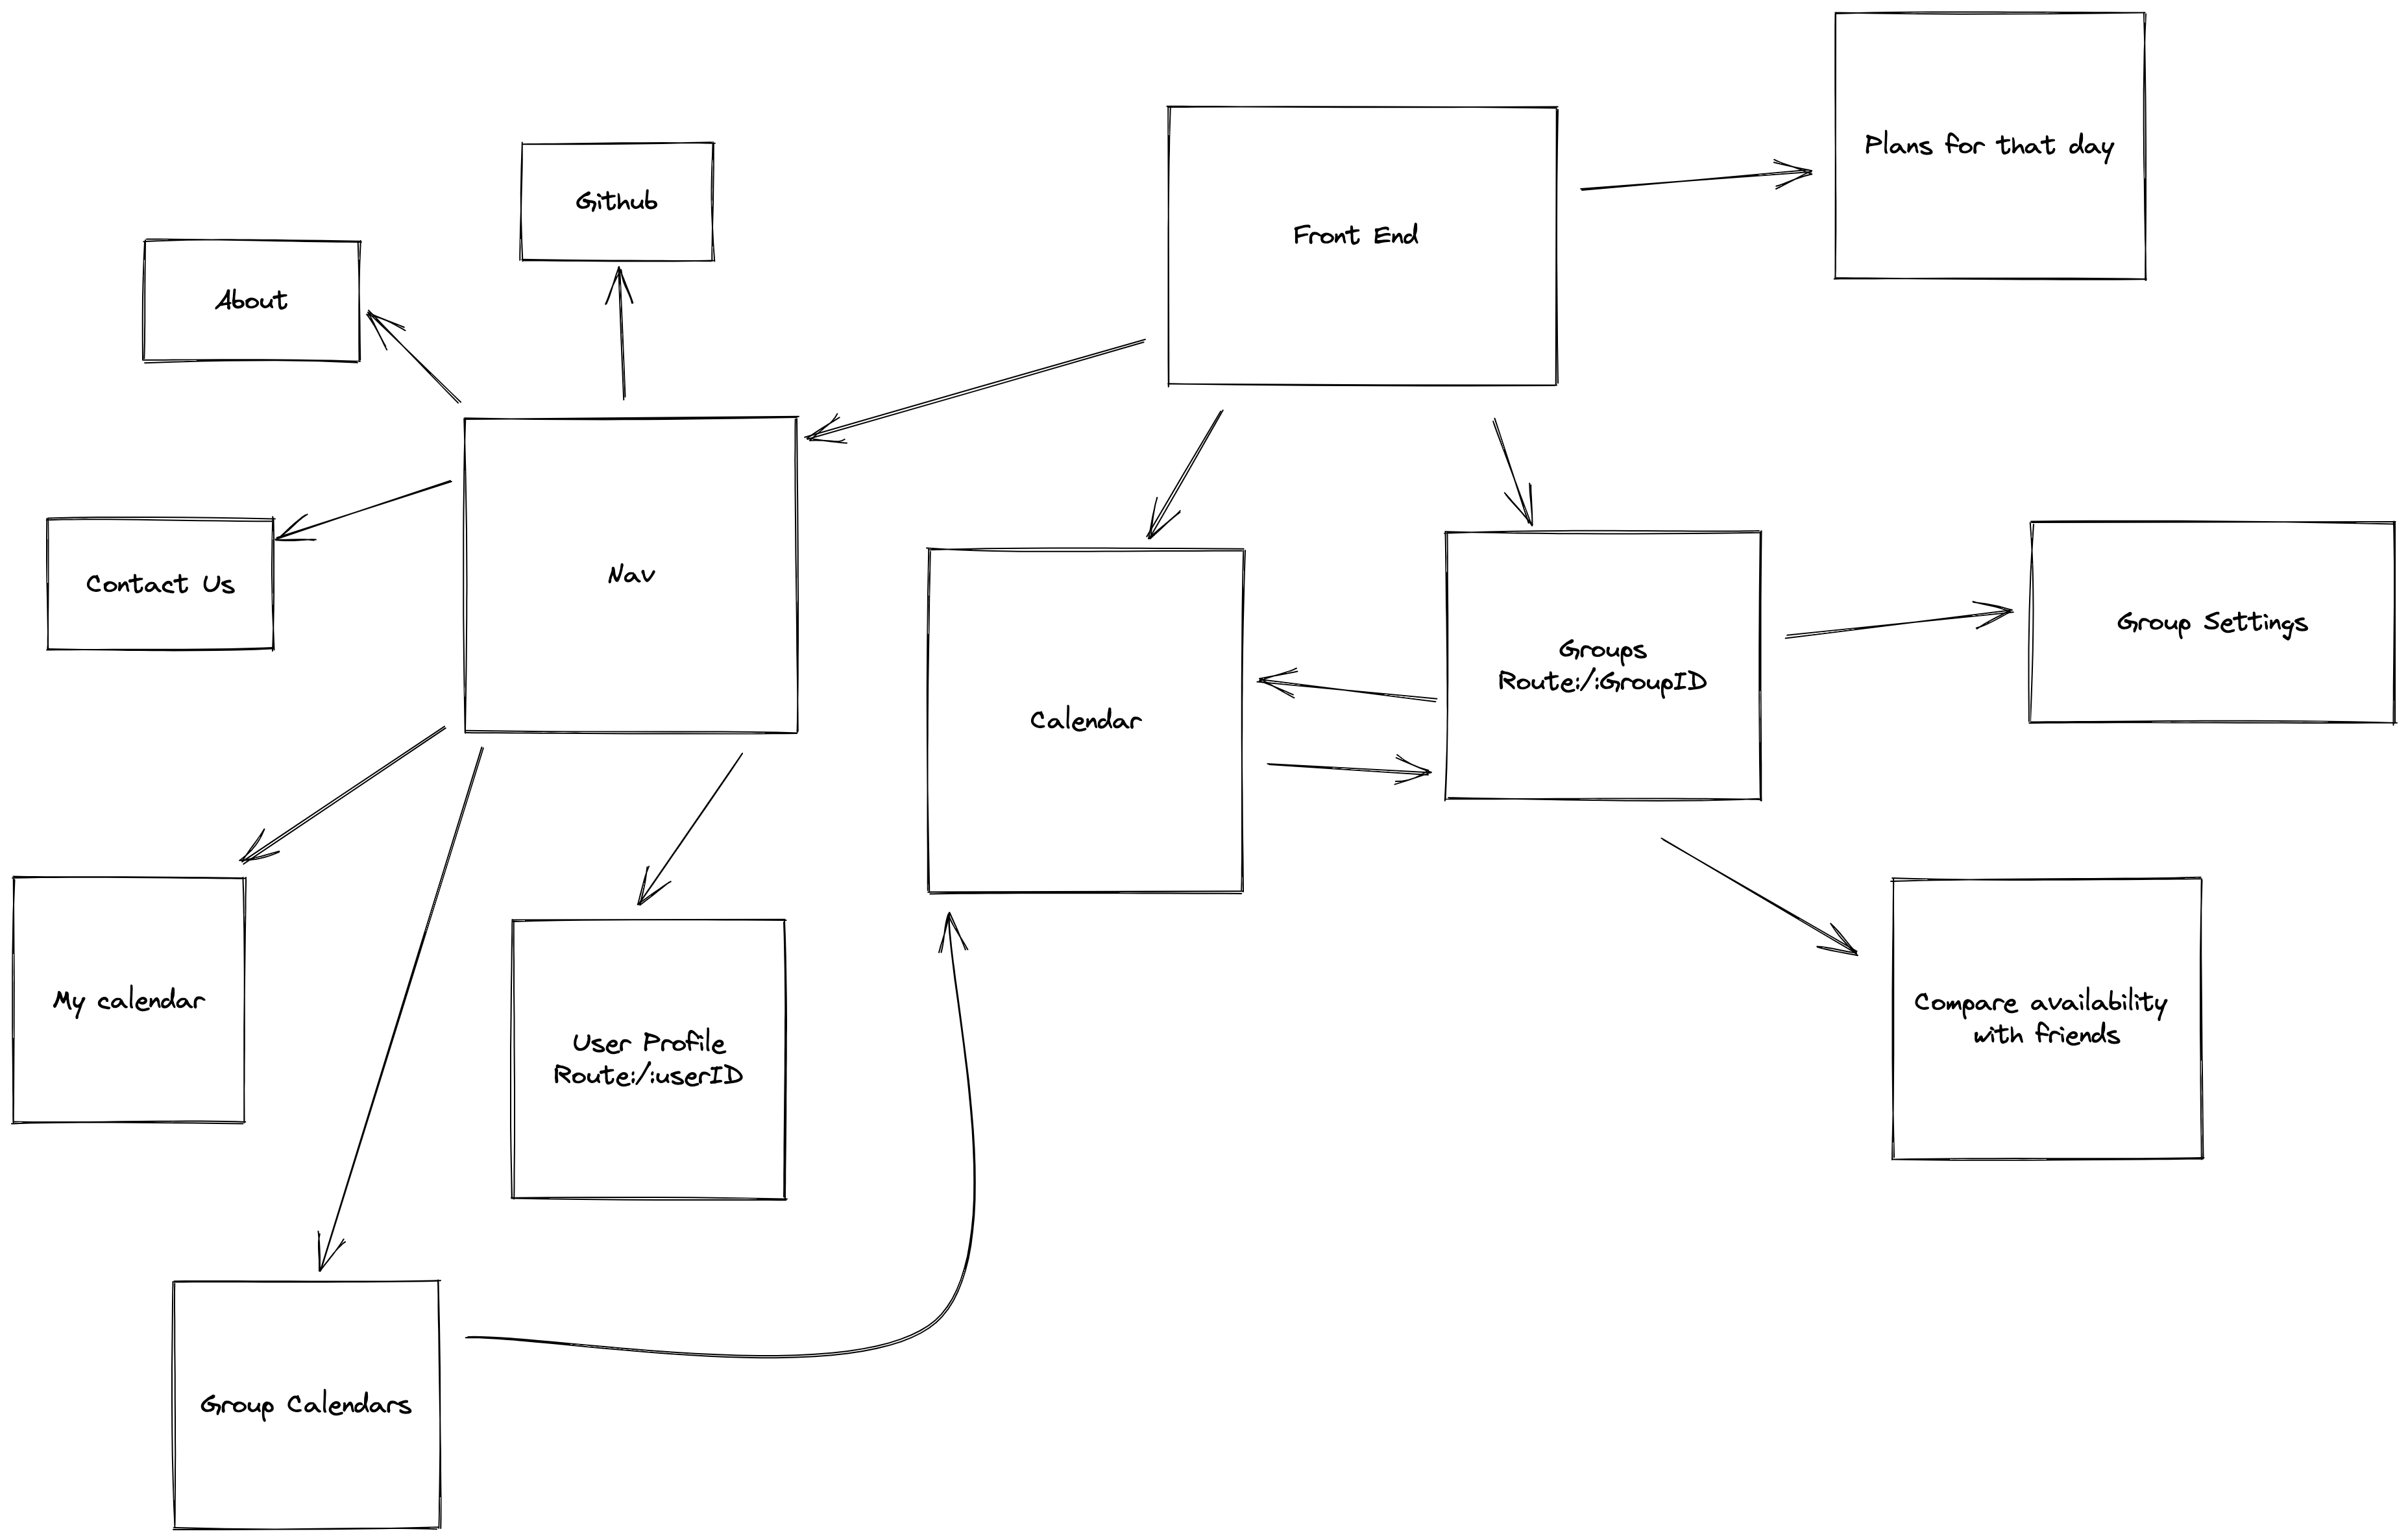 Plans for that day
Front End
Github
About
Contact Us
Nav
Groups
Route:/:GroupID
Group Settings
Calendar
My calendar
User Profile
Route:/:userID
Compare availability
with friends
Group Calendars